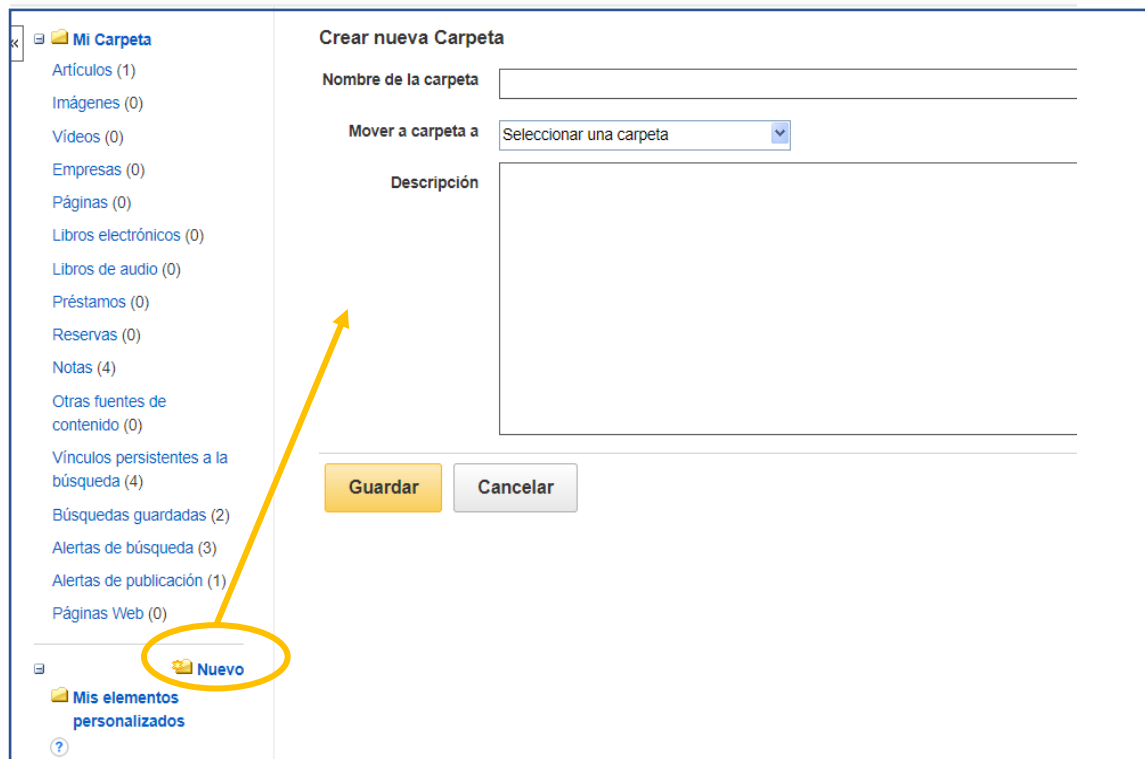 «
Mi Carpeta
Artículos (1)
Imágenes (0)
Vídeos (0)
Empresas (0)
Páginas (0)
Libros electrónicos (0)
Libros de audio (0)
Préstamos (0)
Reservas (0)
Notas (4)
Otras fuentes de
contenido (0)
Vínculos persistentes a la
búsqueda (4)
Búsquedas guardadas (2)
Alertas de búsqueda (3)
Alertas de publicación (1)
Páginas Web (0)
Nuevo
Mis elementos
personalizados
?
Crear nueva Carpeta
Nombre de la carpeta
Mover a carpeta a
Seleccionar una carpeta
Descripción
Guardar
Cancelar